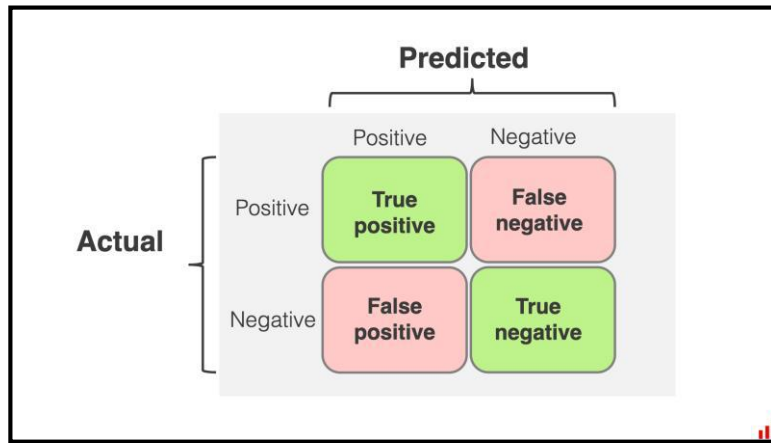 Predicted
Positive Negative
Actual
Positive
True
positive
False
negative
Negative
False
positive
True
negative